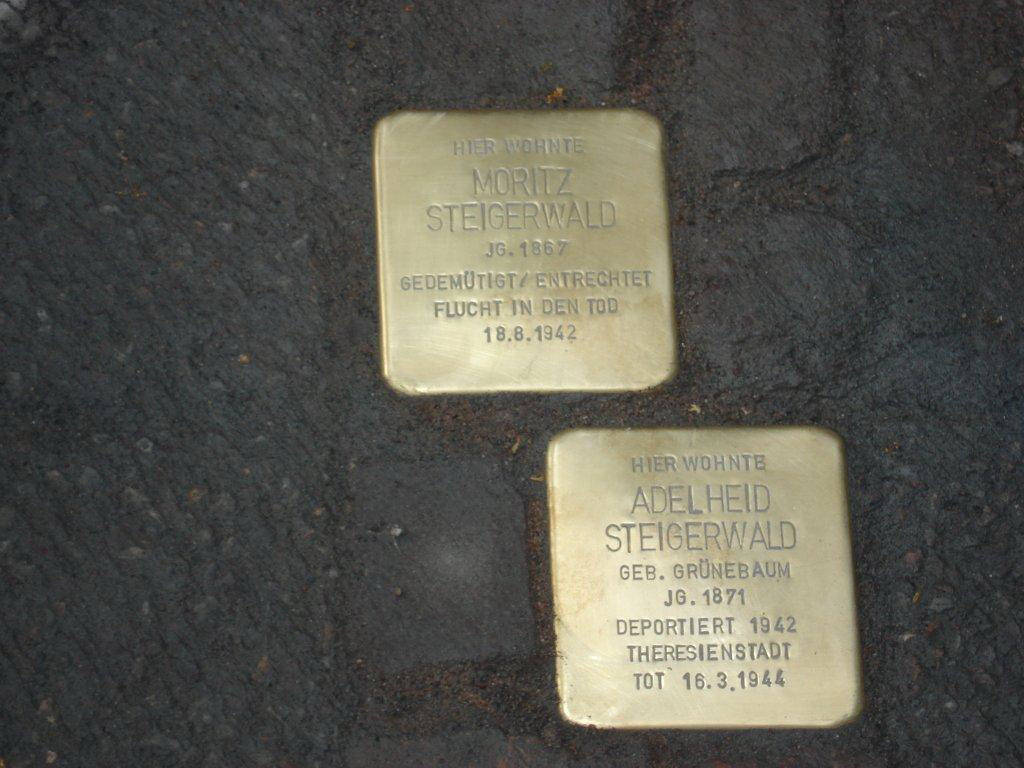 HIER WOHNTE
MORITZ
STEIGERWALD
JG. 1867
GEDEMÜTIGT/ ENTRECHTET
FLUCHT IN DEN TOD
18.8.1942
HIER WOHNTE
ADELHEID
STEIGERWALD
GEB. GRÜNEBAUM
JG. 1871
DEPORTIERT 1942
THERESIENSTADT
TOT 16.3.1944